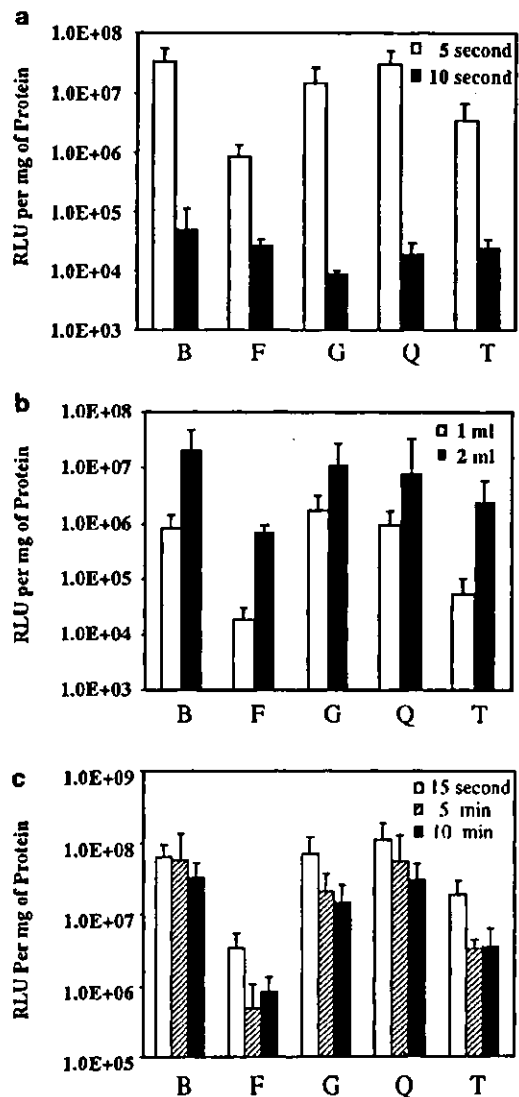 a
1.0E+08
1.0E+07
1.0E+06
1.0E+05
1.0E+04
1.0E+03
RLU per mg of Protein
5 second
10 second
B F G Q T
b
1.0E+08
1.0E+07
1.0E+06
1.0E+05
1.0E+04
1.0E+03
RLU per mg of Protein
1 ml
2 ml
B F G Q T
c
1.0E+09
1.0E+08
1.0E+07
1.0E+06
1.0E+05
RLU Per mg of Protein
15 second
5 min
10 min
B F G Q T